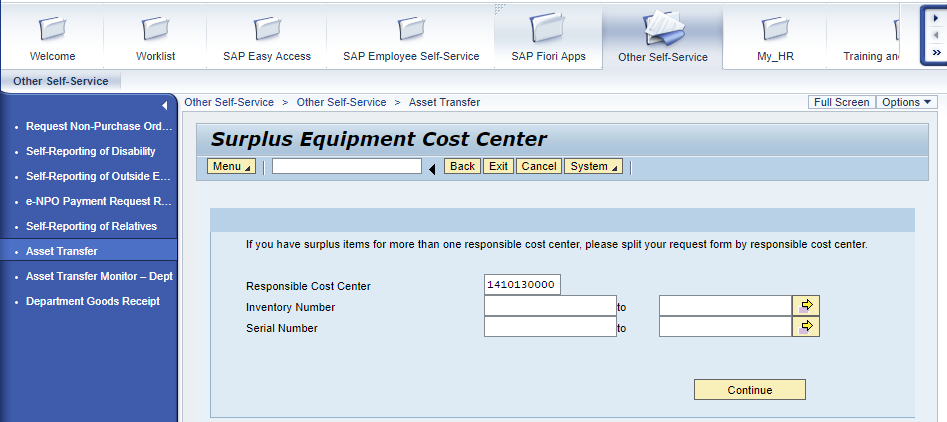 Welcome
Worklist
SAP Easy Access
SAP Employee Self-Service
SAP Fiori Apps
Other Self-Service
My_HR
Training an
Other Self-Service
Request Non-Purchase Ord...
Self-Reporting of Disability
Self-Reporting of Outside E...
e-NPO Payment Request R...
Self-Reporting of Relatives
Asset Transfer
Asset Transfer Monitor – Dept
Department Goods Receipt
Other Self-Service > Other Self-Service > Asset Transfer
Full Screen
Options
Surplus Equipment Cost Center
Menu
Back
Exit
Cancel
System
If you have surplus items for more than one responsible cost center, please split your request form by responsible cost center.
Responsible Cost Center 1410130000
Inventory Number to
Serial Number to
Continue